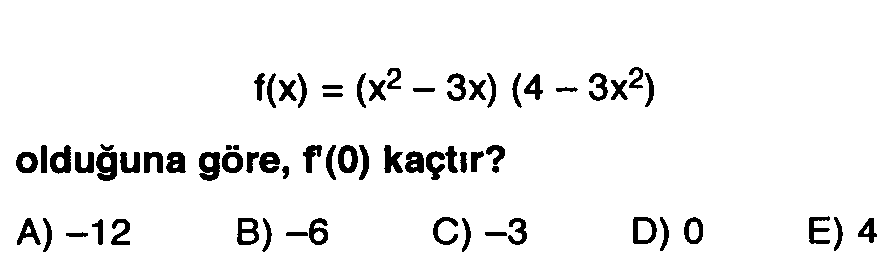 f(x) = (x² – 3x) (4 – 3x²)
olduğuna göre, f'(0) kaçtır?
A) –12 B) –6 C) –3 D) 0 E) 4